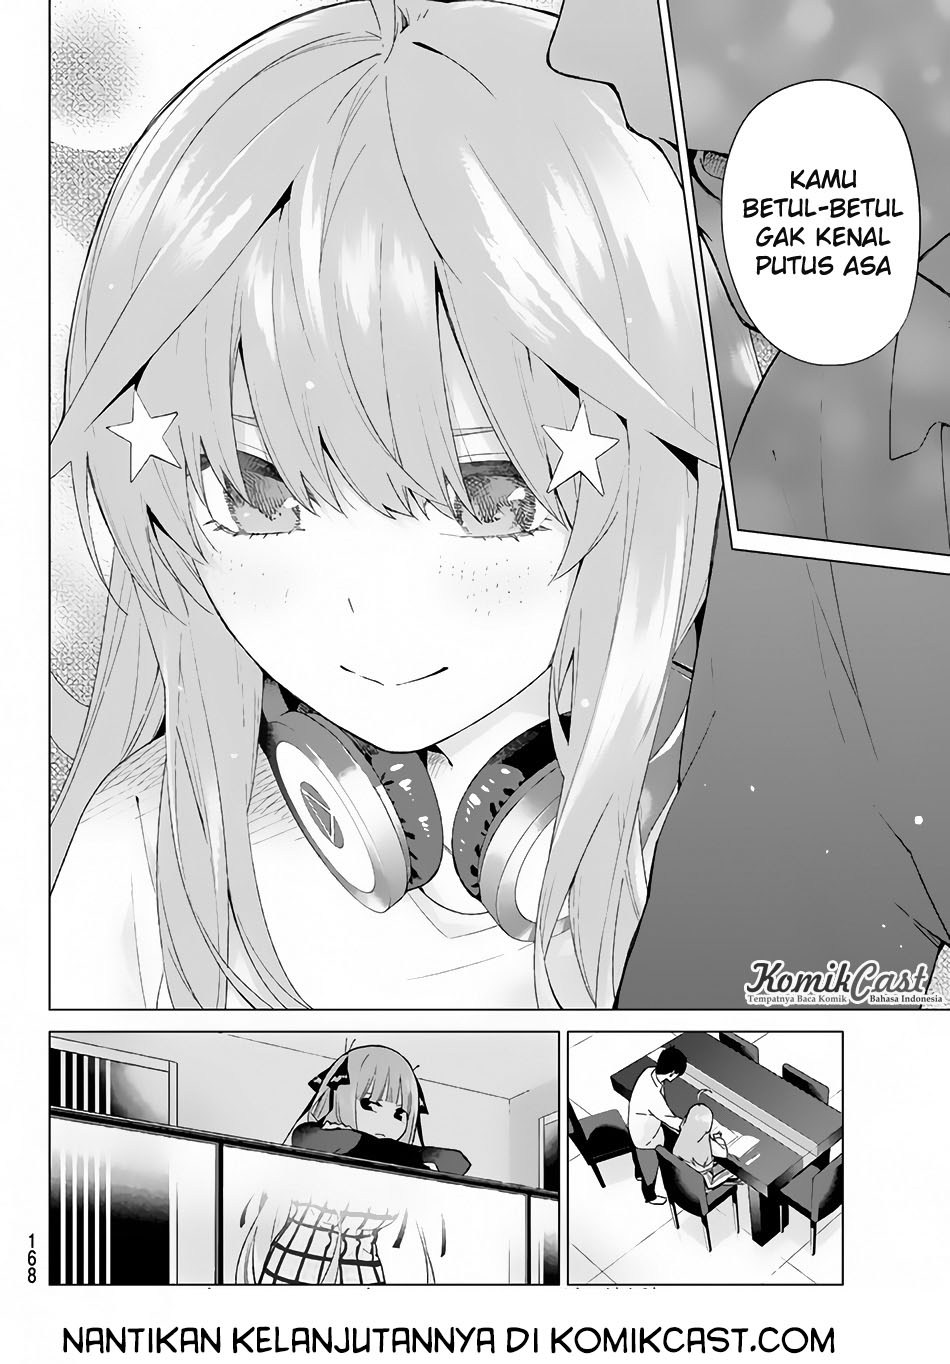 KAMU
BETUL-BETUL
GAK KENAL
PUTUS ASA
KomikCast
Tempatnya Baca Komik Bahasa Indonesia
168
NANTIKAN KELANJUTANNYA DI KOMIKCAST.COM